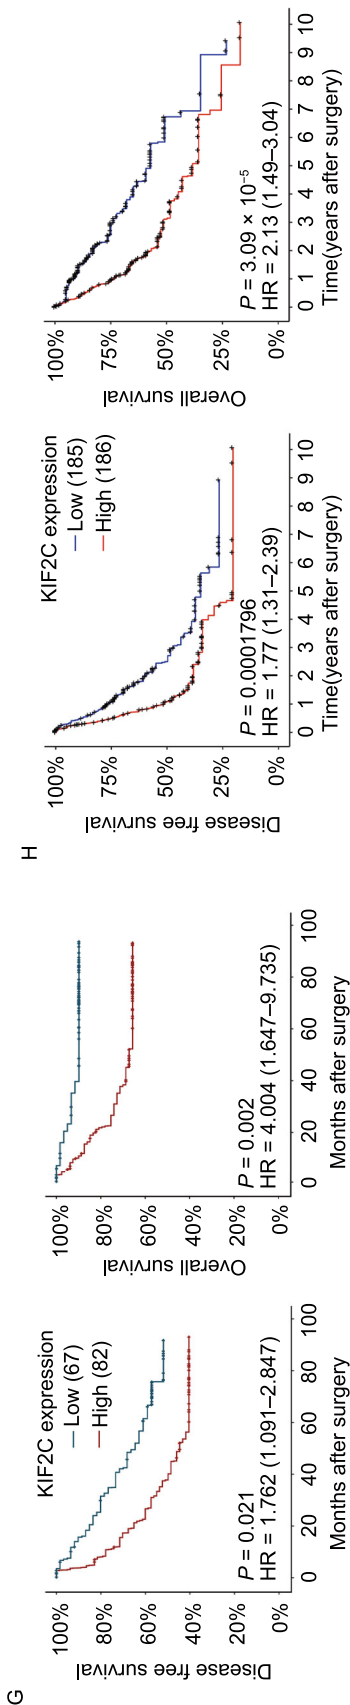 G
KIF2C expression
Low (67)
High (82)
Disease free survival
100%
80%
60%
40%
20%
0%
P = 0.021
HR = 1.762 (1.091–2.847)
0 20 40 60 80 100
Months after surgery
Overall survival
100%
80%
60%
40%
20%
0%
P = 0.002
HR = 4.004 (1.647–9.735)
0 20 40 60 80 100
Months after surgery
H
KIF2C expression
Low (185)
High (186)
Disease free survival
100%
75%
50%
25%
0%
P = 0.0001796
HR = 1.77 (1.31–2.39)
0 1 2 3 4 5 6 7 8 9 10
Time(years after surgery)
Overall survival
100%
75%
50%
25%
0%
P = 3.09 × 10⁻⁵
HR = 2.13 (1.49–3.04)
0 1 2 3 4 5 6 7 8 9 10
Time(years after surgery)